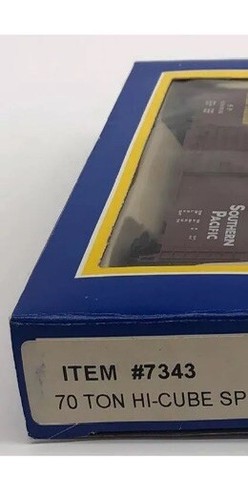 SOUTHERN
PACIFIC
ITEM #7343
70 TON HI-CUBE SP